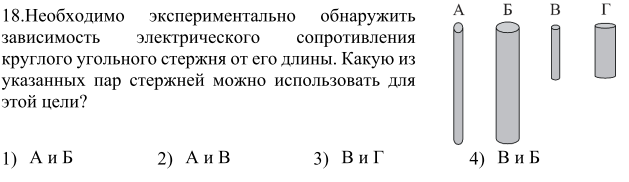 18.Необходимо экспериментально обнаружить
зависимость электрического сопротивления
круглого угольного стержня от его длины. Какую из
указанных пар стержней можно использовать для
этой цели?
А Б В Г
1) А и Б 2) А и В 3) В и Г 4) В и Б